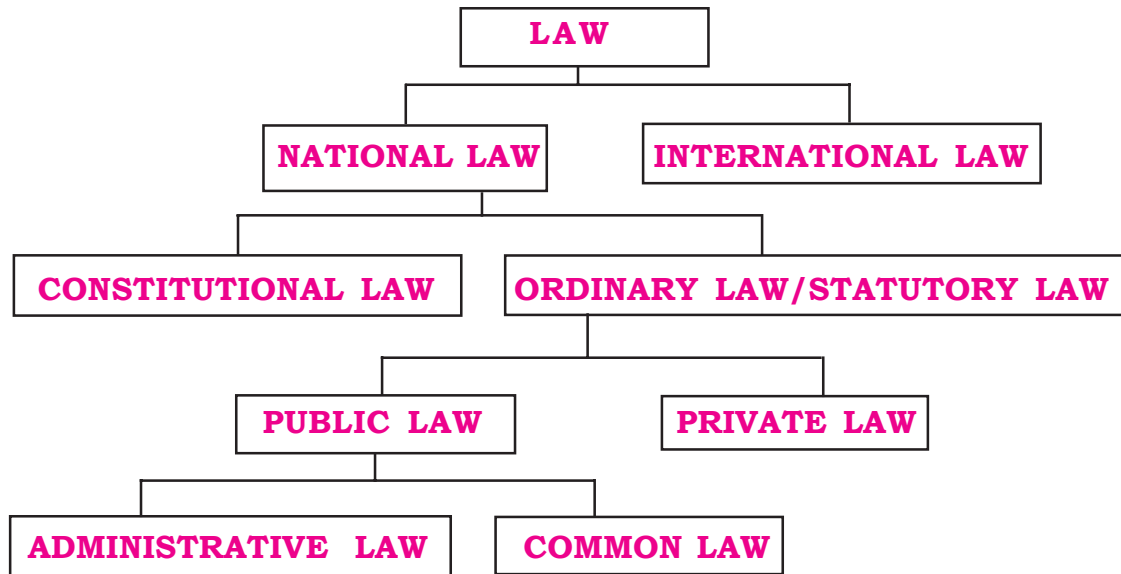 LAW
NATIONAL LAW
INTERNATIONAL LAW
CONSTITUTIONAL LAW
ORDINARY LAW/STATUTORY LAW
PUBLIC LAW
PRIVATE LAW
ADMINISTRATIVE LAW
COMMON LAW